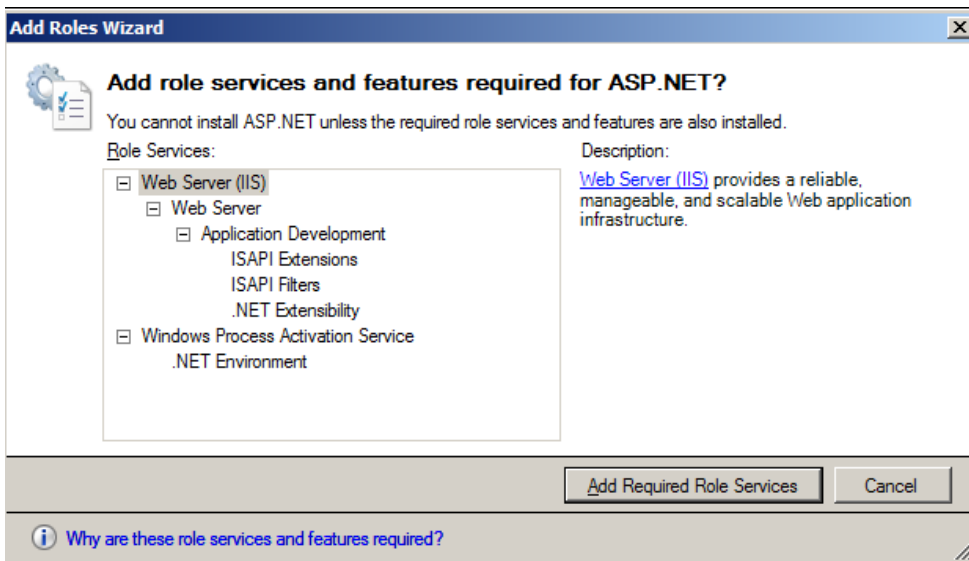 Add Roles Wizard
Add role services and features required for ASP.NET?
You cannot install ASP.NET unless the required role services and features are also installed.
Role Services:
Description:
Web Server (IIS)
Web Server
Application Development
ISAPI Extensions
ISAPI Filters
.NET Extensibility
Windows Process Activation Service
.NET Environment
Web Server (IIS) provides a reliable,
manageable, and scalable Web application
infrastructure.
Add Required Role Services
Cancel
Why are these role services and features required?